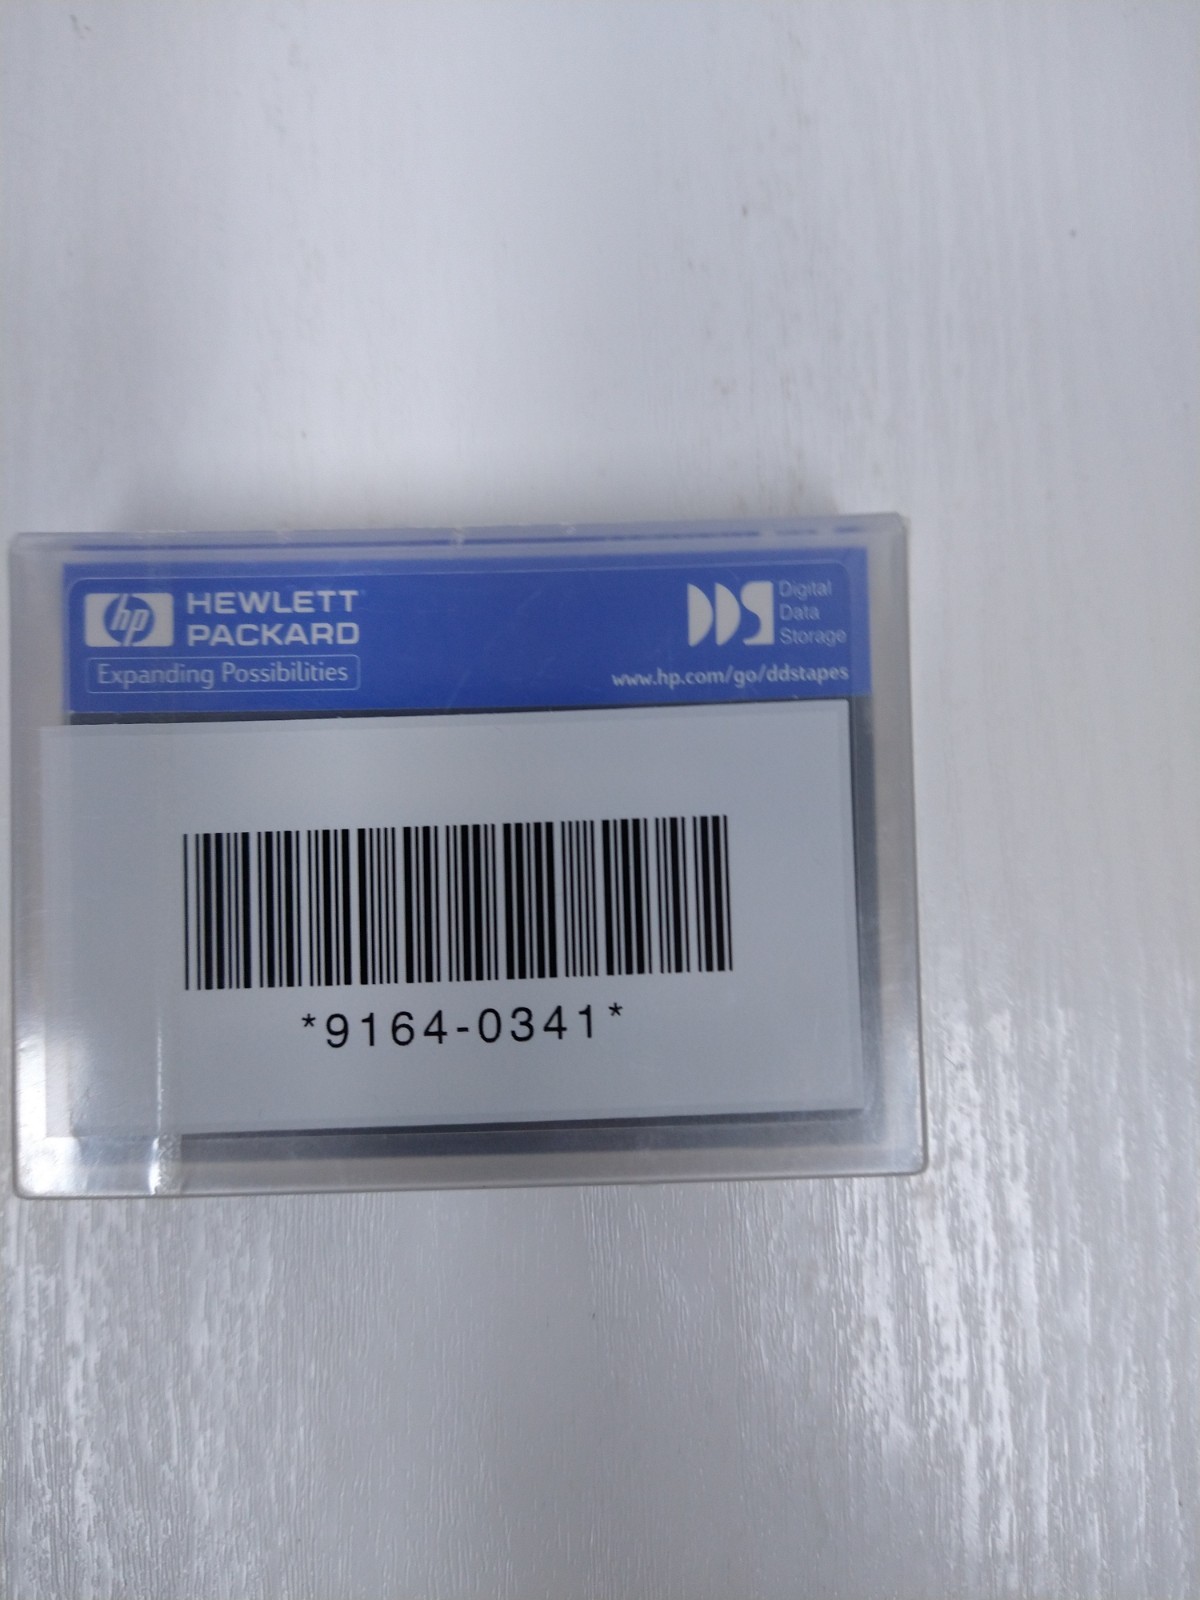 hp HEWLETT
PACKARD
Expanding Possibilities
DDS Digital
Data
Storage
www.hp.com/go/ddstapes
*9164-0341*